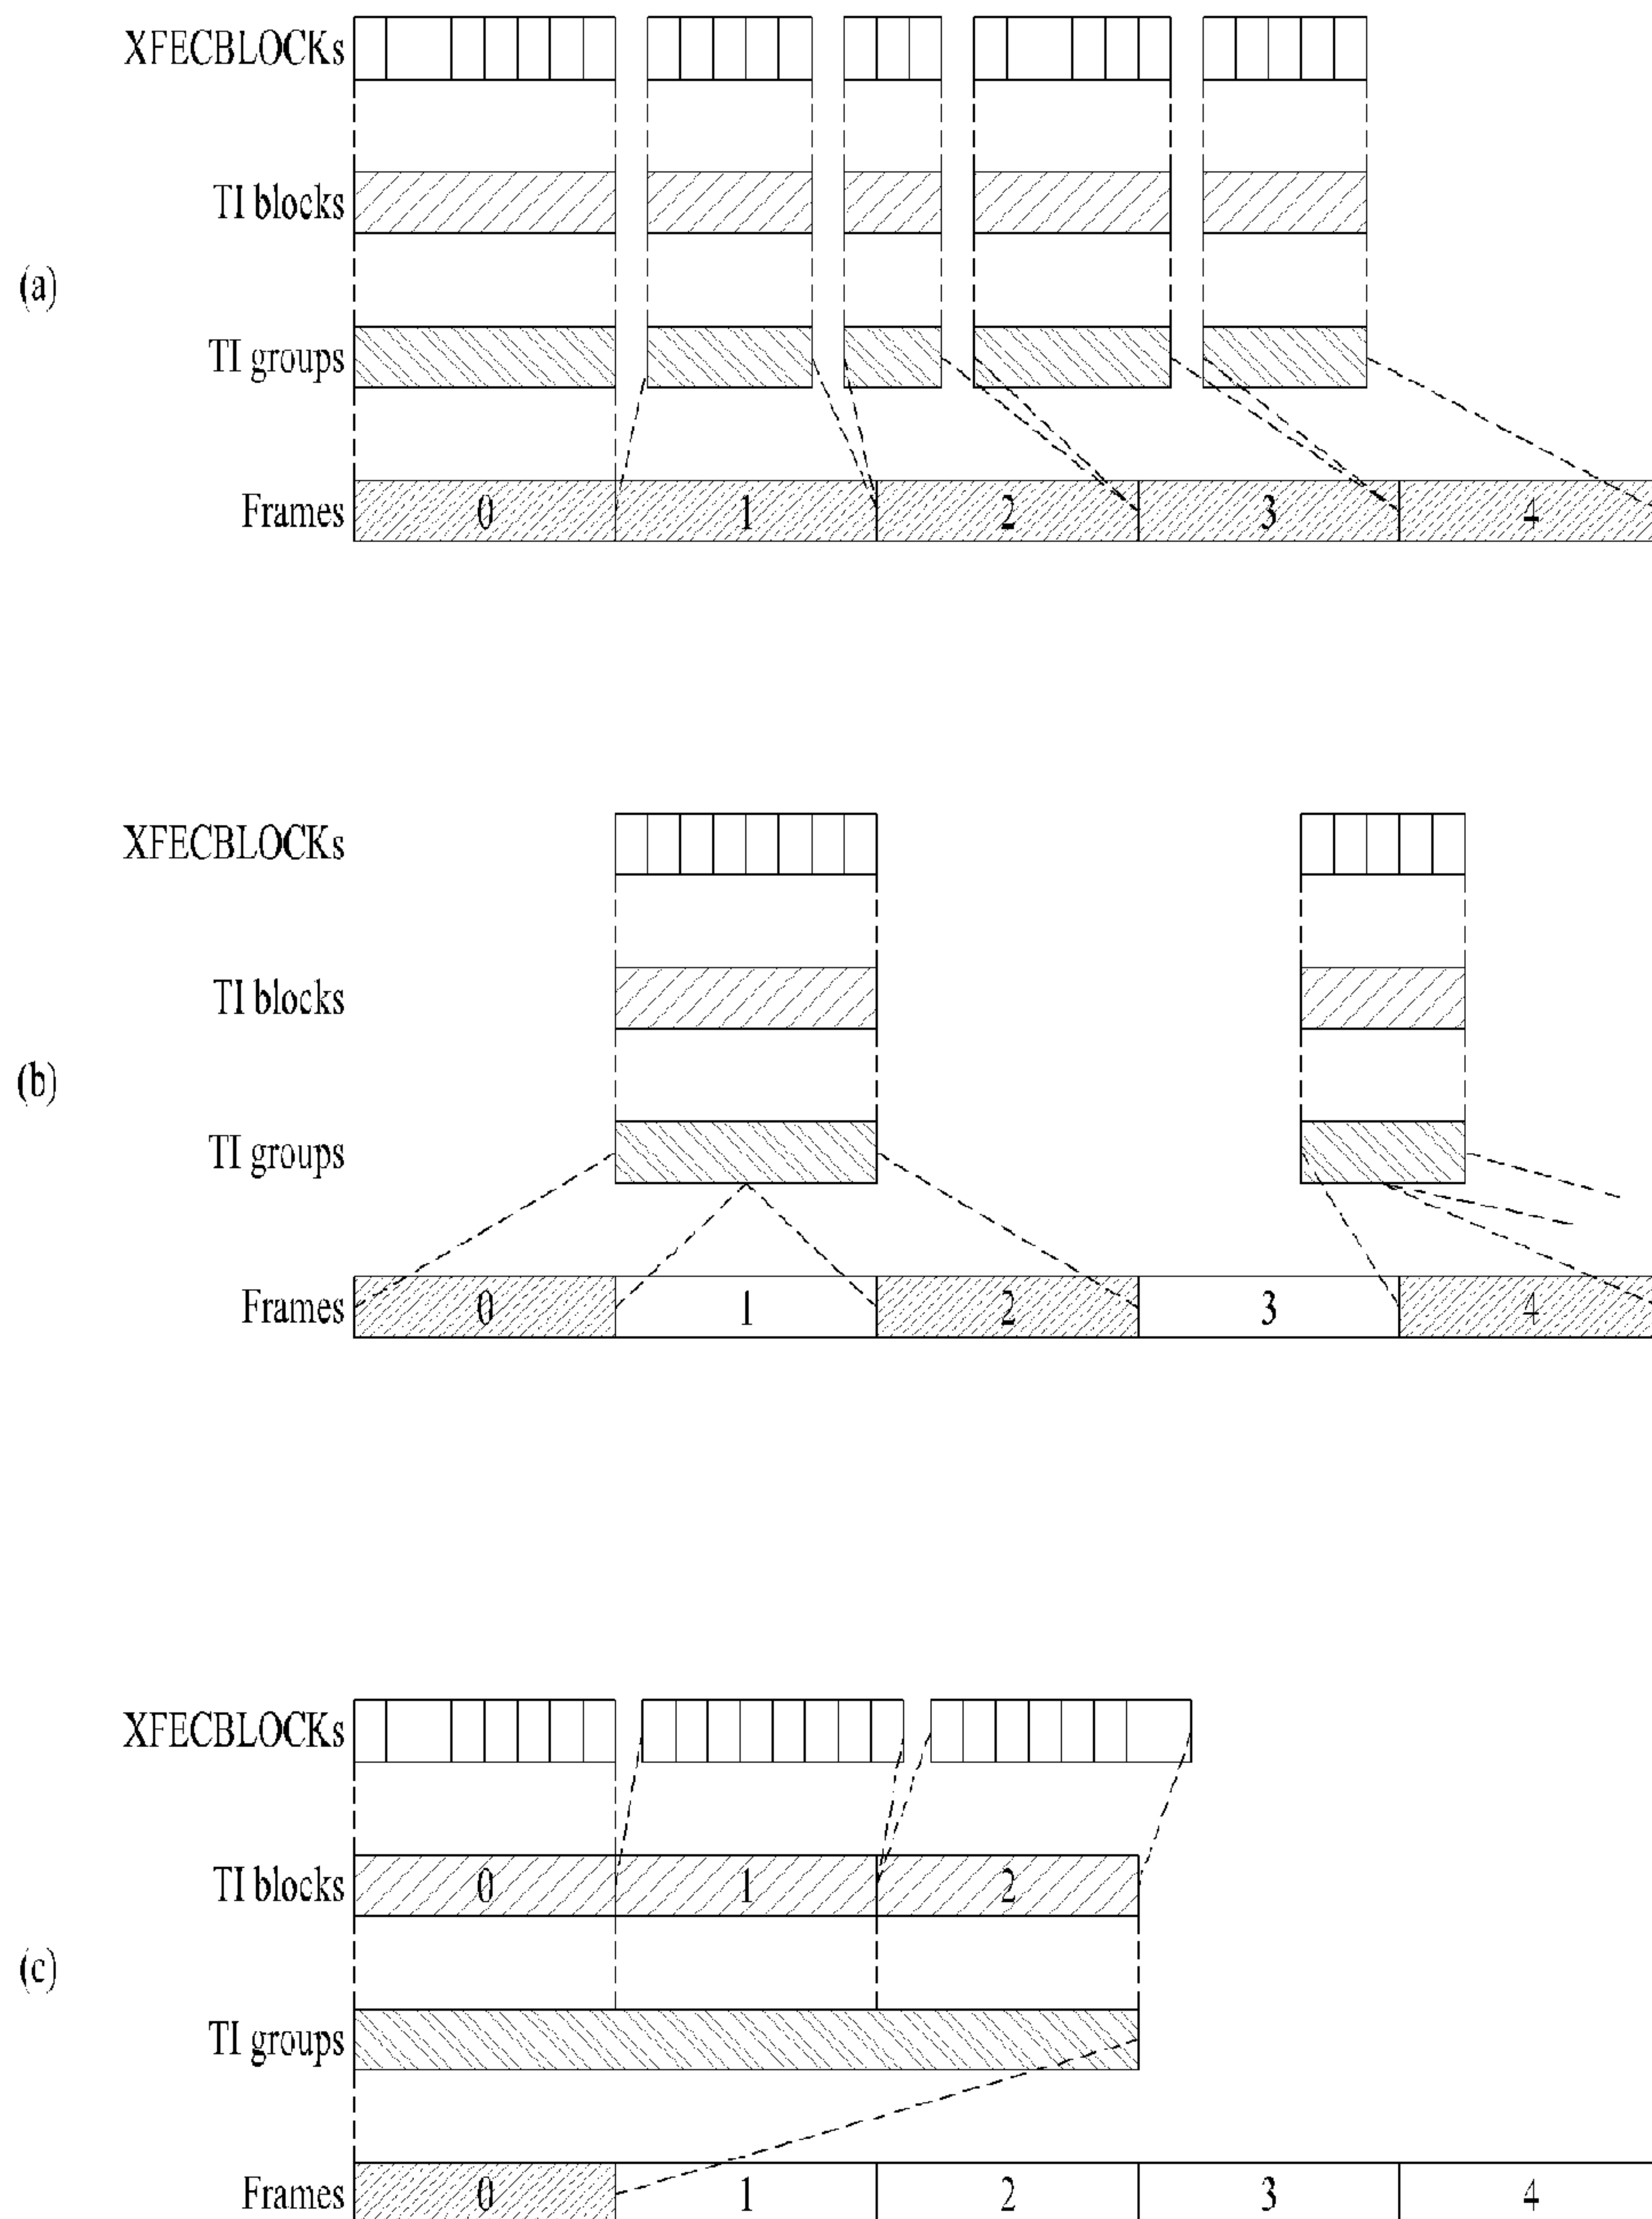 XFECBLOCKs
TI blocks
(a)
TI groups
Frames 0 1 2 3 4
XFECBLOCKs
TI blocks
(b)
TI groups
Frames 0 1 2 3 4
XFECBLOCKs
TI blocks 0 1 2
(c)
TI groups
Frames 0 1 2 3 4